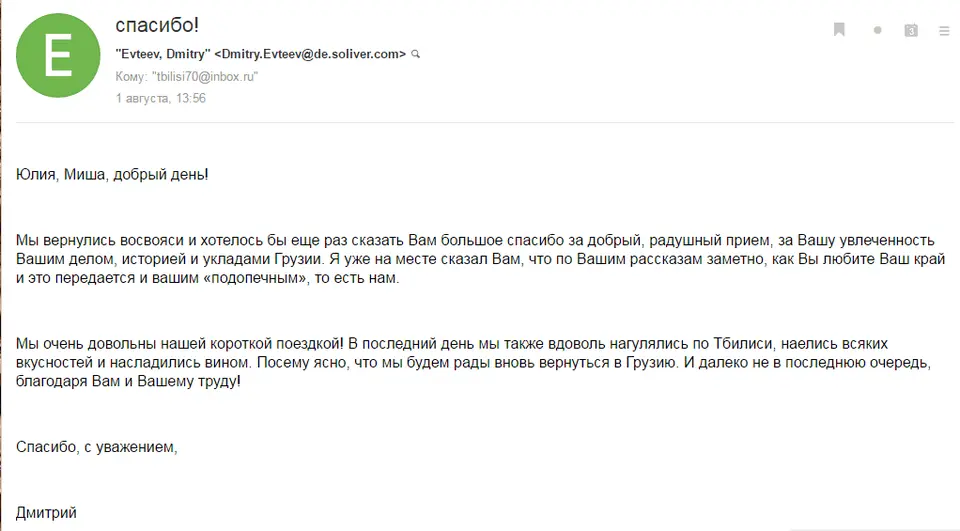 спасибо!
E
"Evteev, Dmitry" <Dmitry.Evteev@de.soliver.com>
Кому: "tbilisi70@inbox.ru"
1 августа, 13:56
3
Юлия, Миша, добрый день!
Мы вернулись восвояси и хотелось бы еще раз сказать Вам большое спасибо за добрый, радушный прием, за Вашу увлеченность
Вашим делом, историей и укладами Грузии. Я уже на месте сказал Вам, что по Вашим рассказам заметно, как Вы любите Ваш край
и это передается и вашим «подопечным», то есть нам.
Мы очень довольны нашей короткой поездкой! В последний день мы также вдоволь нагулялись по Тбилиси, наелись всяких
вкусностей и насладились вином. Посему ясно, что мы будем рады вновь вернуться в Грузию. И далеко не в последнюю очередь,
благодаря Вам и Вашему труду!
Спасибо, с уважением,
Дмитрий